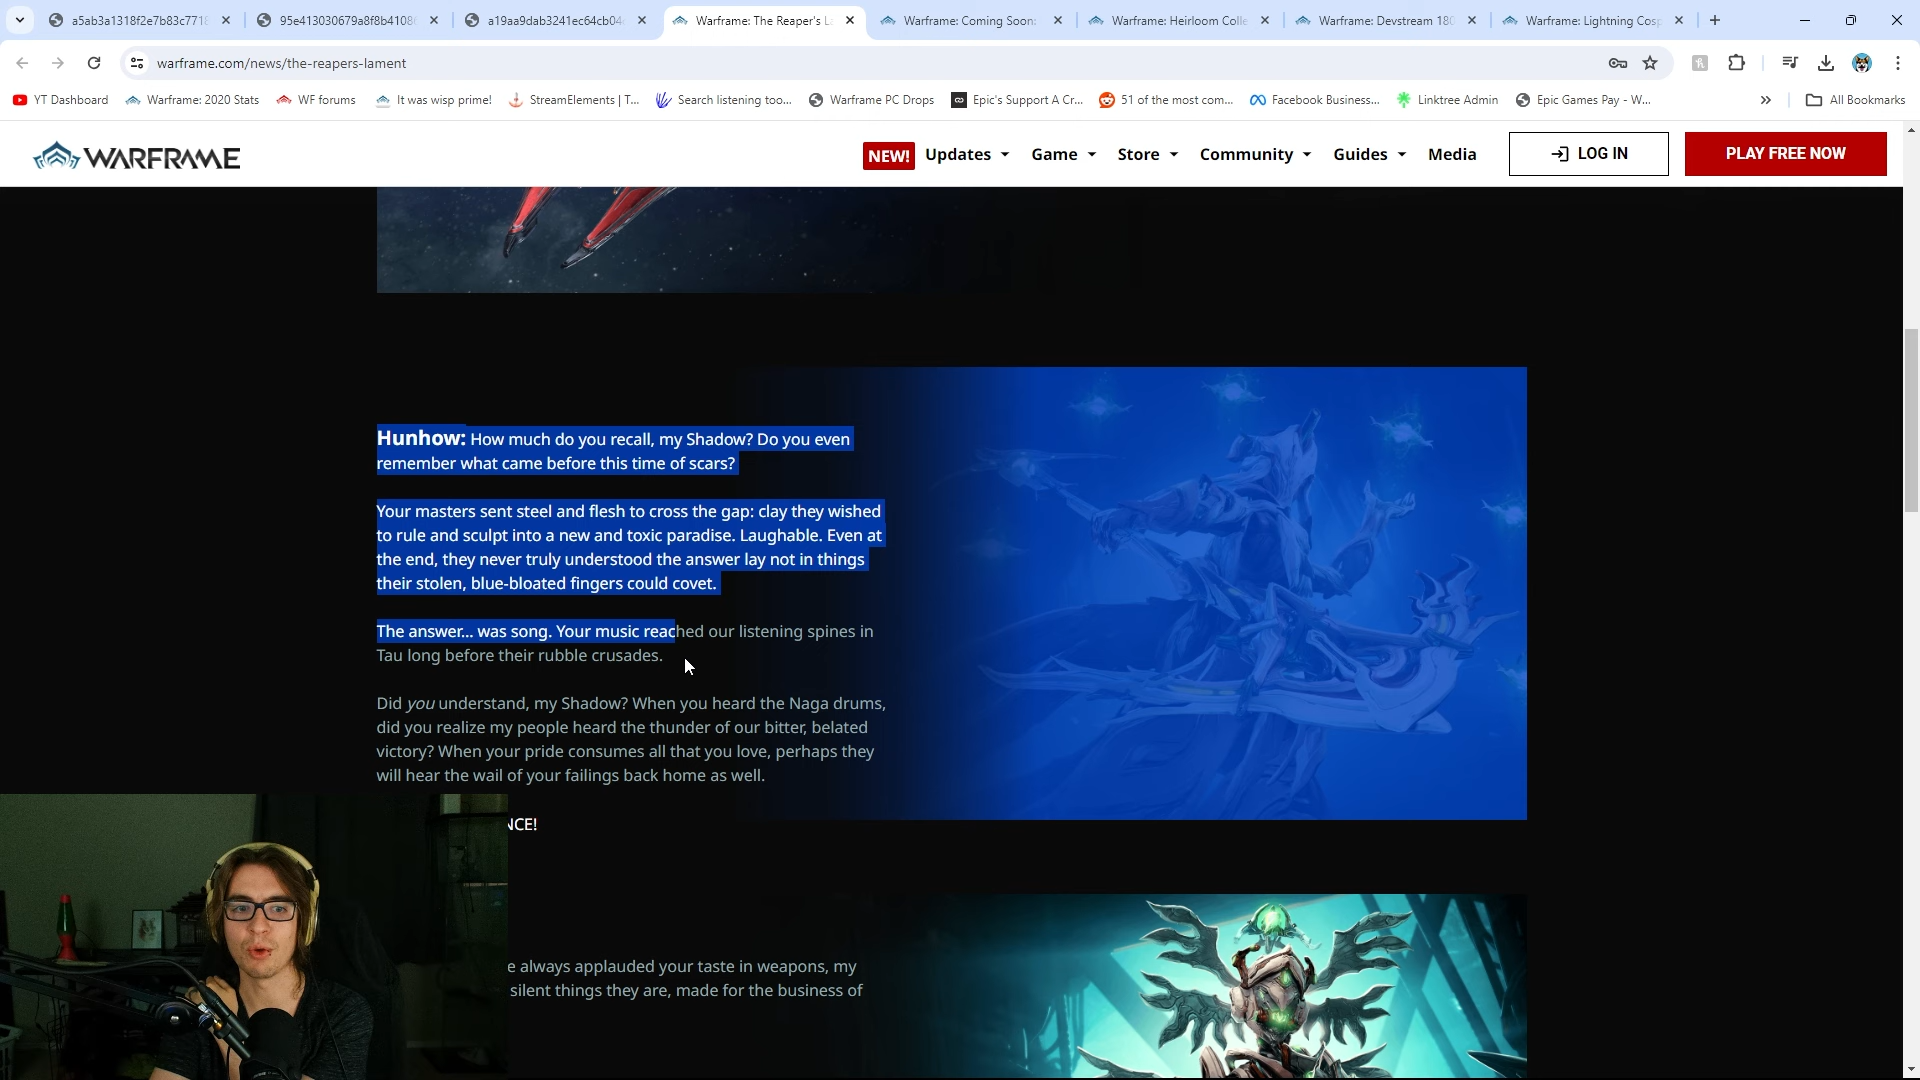 a5ab3a1318f2e7b83c7718
95e413030679a8f8b41080
a19aa9dab3241ec64cb04
Warframe: The Reaper's L
Warframe: Coming Soon:
Warframe: Heirloom Colle
Warframe: Devstream 180
Warframe: Lightning Cosp
warframe.com/news/the-reapers-lament
YT Dashboard
Warframe: 2020 Stats
WF forums
It was wisp prime!
StreamElements | T...
Search listening too...
Warframe PC Drops
Epic's Support A Cr...
51 of the most com...
Facebook Business...
Linktree Admin
Epic Games Pay - W...
All Bookmarks
WARFRAME
NEW!
Updates
Game
Store
Community
Guides
Media
LOG IN
PLAY FREE NOW
Hunhow: How much do you recall, my Shadow? Do you even
remember what came before this time of scars?
Your masters sent steel and flesh to cross the gap: clay they wished
to rule and sculpt into a new and toxic paradise. Laughable. Even at
the end, they never truly understood the answer lay not in things
their stolen, blue-bloated fingers could covet.
The answer... was song. Your music reached our listening spines in
Tau long before their rubble crusades.
Did you understand, my Shadow? When you heard the Naga drums,
did you realize my people heard the thunder of our bitter, belated
victory? When your pride consumes all that you love, perhaps they
will hear the wail of your failings back home as well.
NCE!
e always applauded your taste in weapons, my
silent things they are, made for the business of